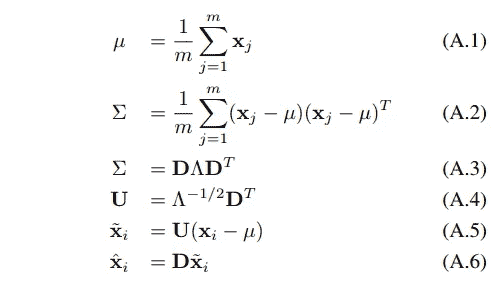 μ = 1/m ∑_{j=1}^{m} 𝐱_j (A.1)
Σ = 1/m ∑_{j=1}^{m} (𝐱_j − μ)(𝐱_j − μ)^T (A.2)
Σ = 𝐃Λ𝐃^T (A.3)
𝐔 = Λ^{−1/2}𝐃^T (A.4)
𝐱̃_i = 𝐔(𝐱_i − μ) (A.5)
𝐱̂_i = 𝐃𝐱̃_i (A.6)